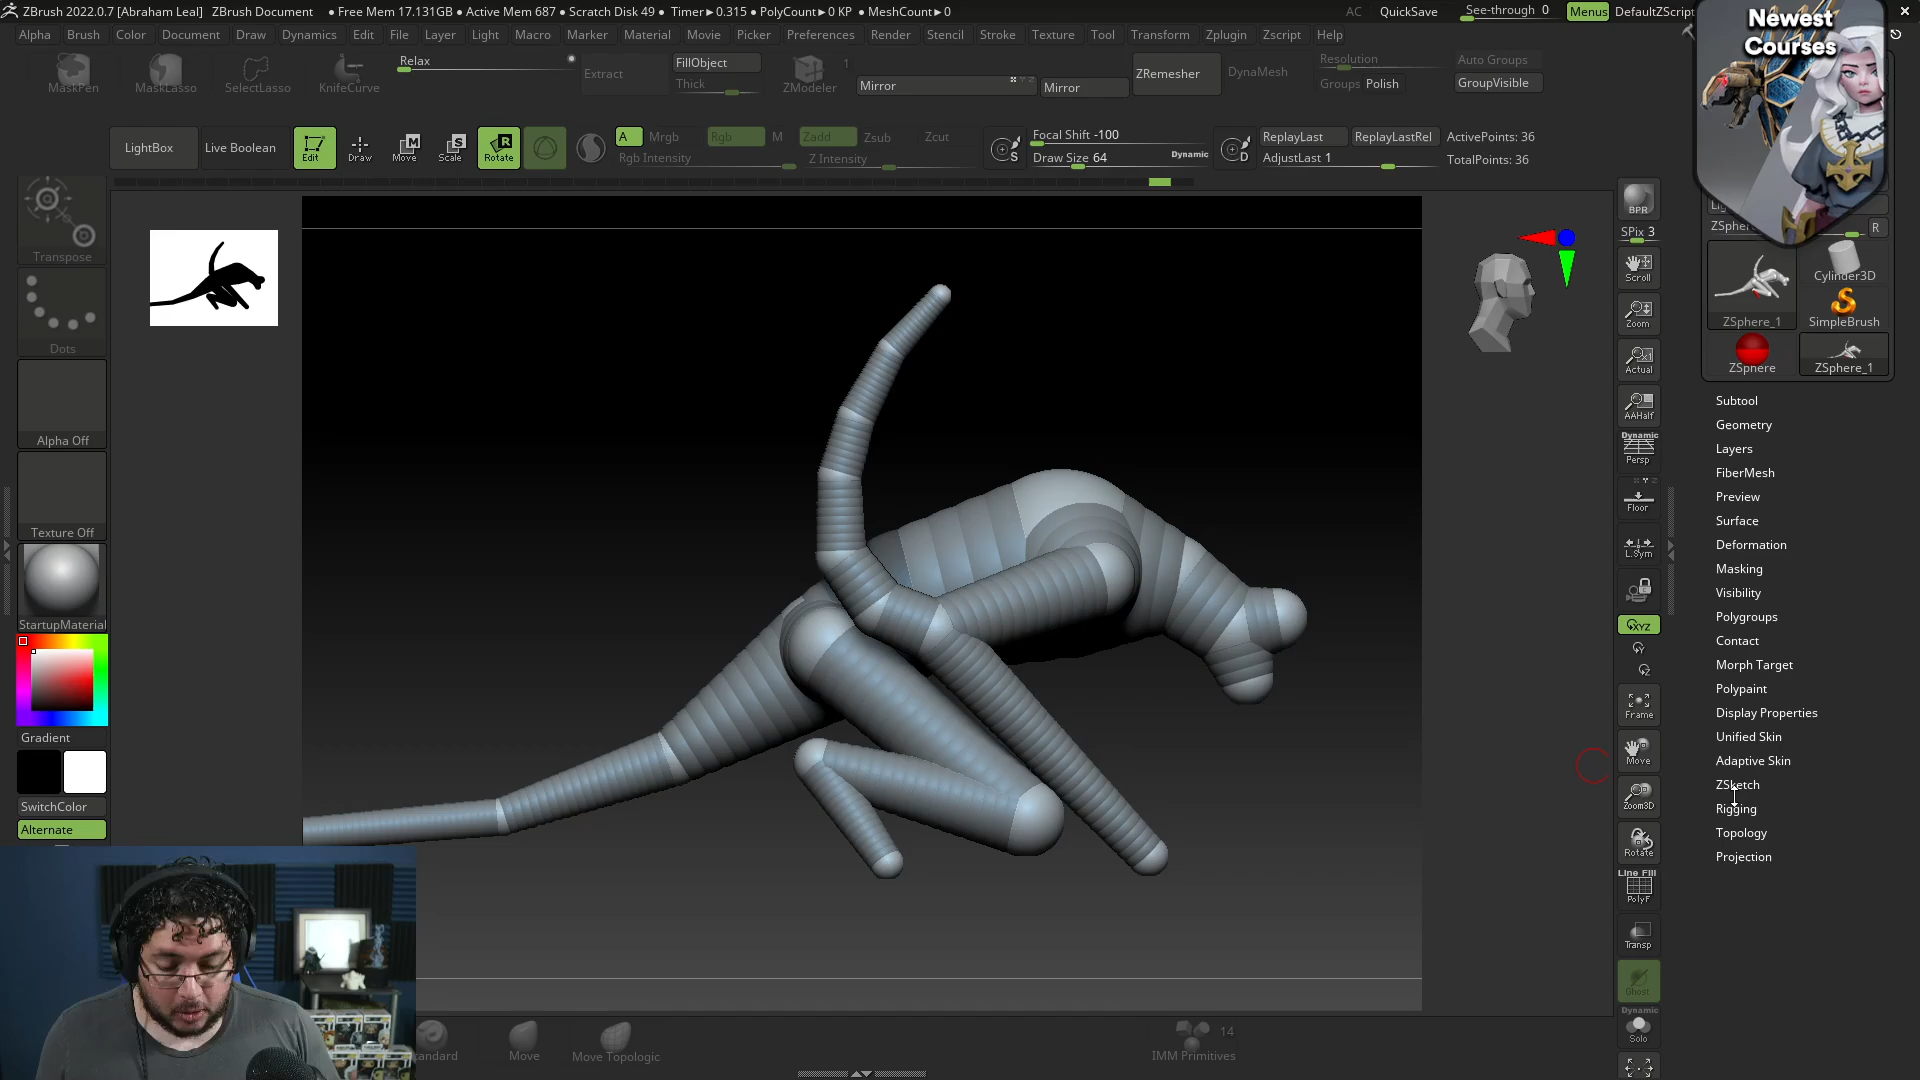 ZBrush 2022.0.7 [Abraham Leal] ZBrush Document ● Free Mem 17.131GB ● Active Mem 687 ● Scratch Disk 49 ● Timer►0.315 ● PolyCount►0 KP ● MeshCount►0 AC QuickSave See-through 0 Menus DefaultZScript
Newest
Courses
Alpha Brush Color Document Draw Dynamics Edit File Layer Light Macro Marker Material Movie Picker Preferences Render Stencil Stroke Texture Tool Transform Zplugin Zscript Help
MaskPen MaskLasso SelectLasso KnifeCurve
Relax
Extract
FillObject
Thick
ZModeler
1
Mirror
Mirror
ZRemesher
DynaMesh
Resolution
Groups Polish
Auto Groups
GroupVisible
LightBox
Live Boolean
Edit
Draw
Move
Scale
Rotate
A Mrgb Rgb M Zadd Zsub Zcut
Rgb Intensity Z Intensity
Focal Shift -100
Draw Size 64
Dynamic
ReplayLast ReplayLastRel ActivePoints: 36
AdjustLast 1 TotalPoints: 36
Transpose
Dots
Alpha Off
Texture Off
StartupMaterial
Gradient
SwitchColor
Alternate
BPR
SPix 3
Scroll
Zoom
Actual
AAHalf
Dynamic
Persp
Floor
L.Sym
XYZ
Frame
Move
Zoom3D
Rotate
Line Fill
PolyF
Transp
Ghost
Dynamic
Solo
R
Cylinder3D
ZSphere_1
SimpleBrush
ZSphere
ZSphere_1
Subtool
Geometry
Layers
FiberMesh
Preview
Surface
Deformation
Masking
Visibility
Polygroups
Contact
Morph Target
Polypaint
Display Properties
Unified Skin
Adaptive Skin
ZSketch
Rigging
Topology
Projection
Move
Move Topologic
IMM Primitives
14